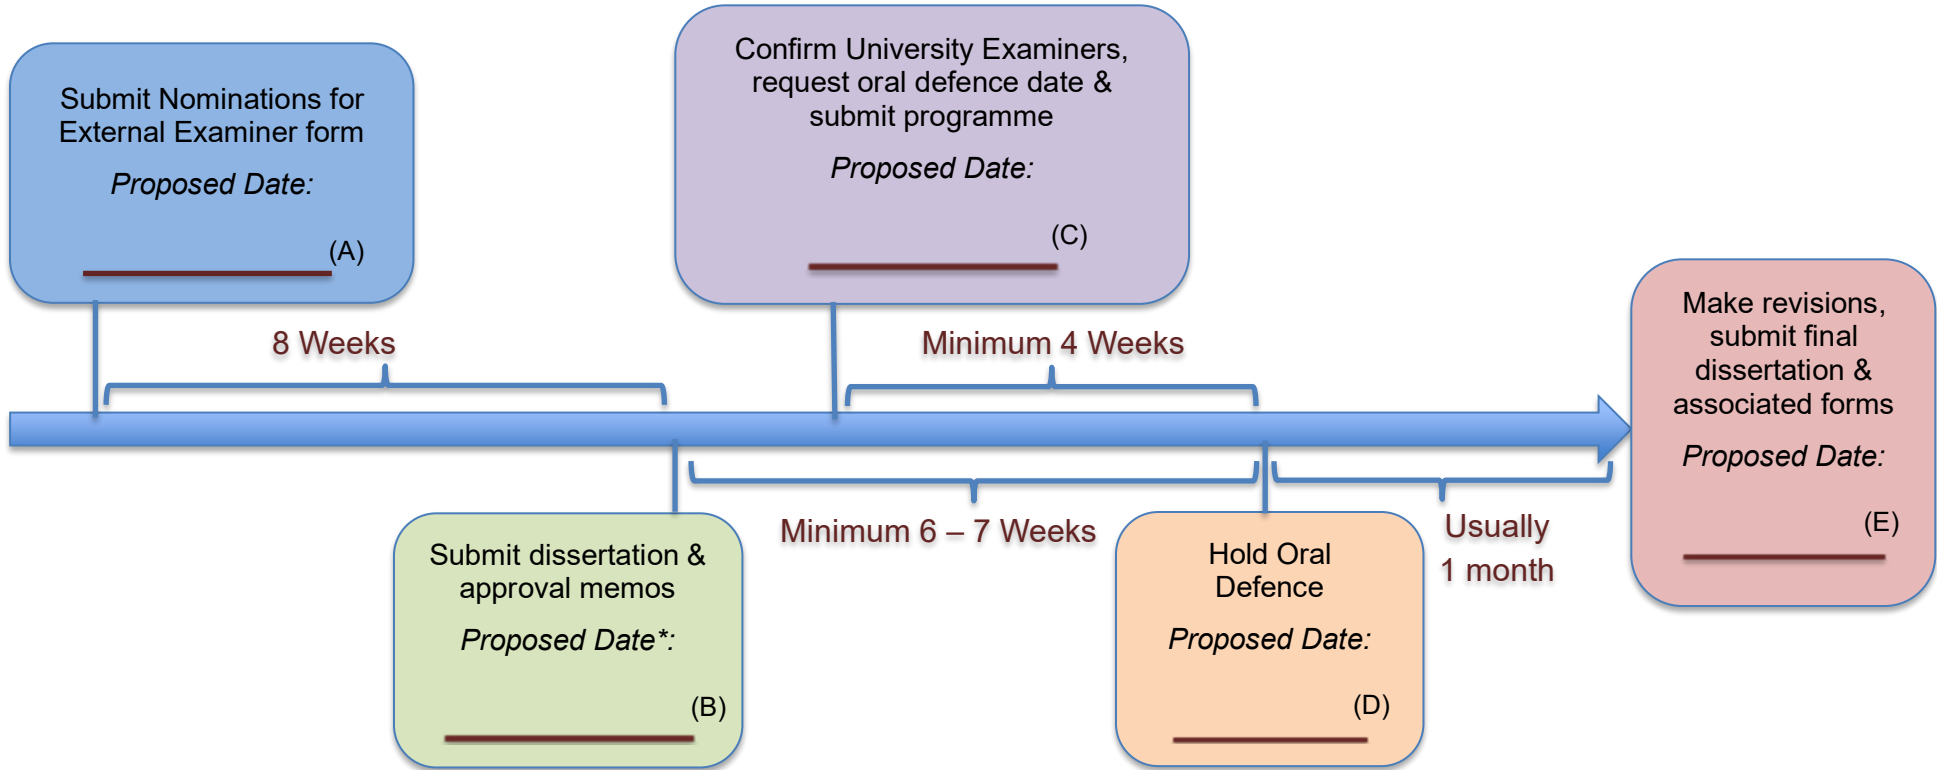 Submit Nominations for
External Examiner form
Proposed Date:
(A)
Confirm University Examiners,
request oral defence date &
submit programme
Proposed Date:
(C)
8 Weeks
Minimum 4 Weeks
Make revisions,
submit final
dissertation &
associated forms
Proposed Date:
(E)
Minimum 6 – 7 Weeks
Usually
1 month
Submit dissertation &
approval memos
Proposed Date*:
(B)
Hold Oral
Defence
Proposed Date:
(D)